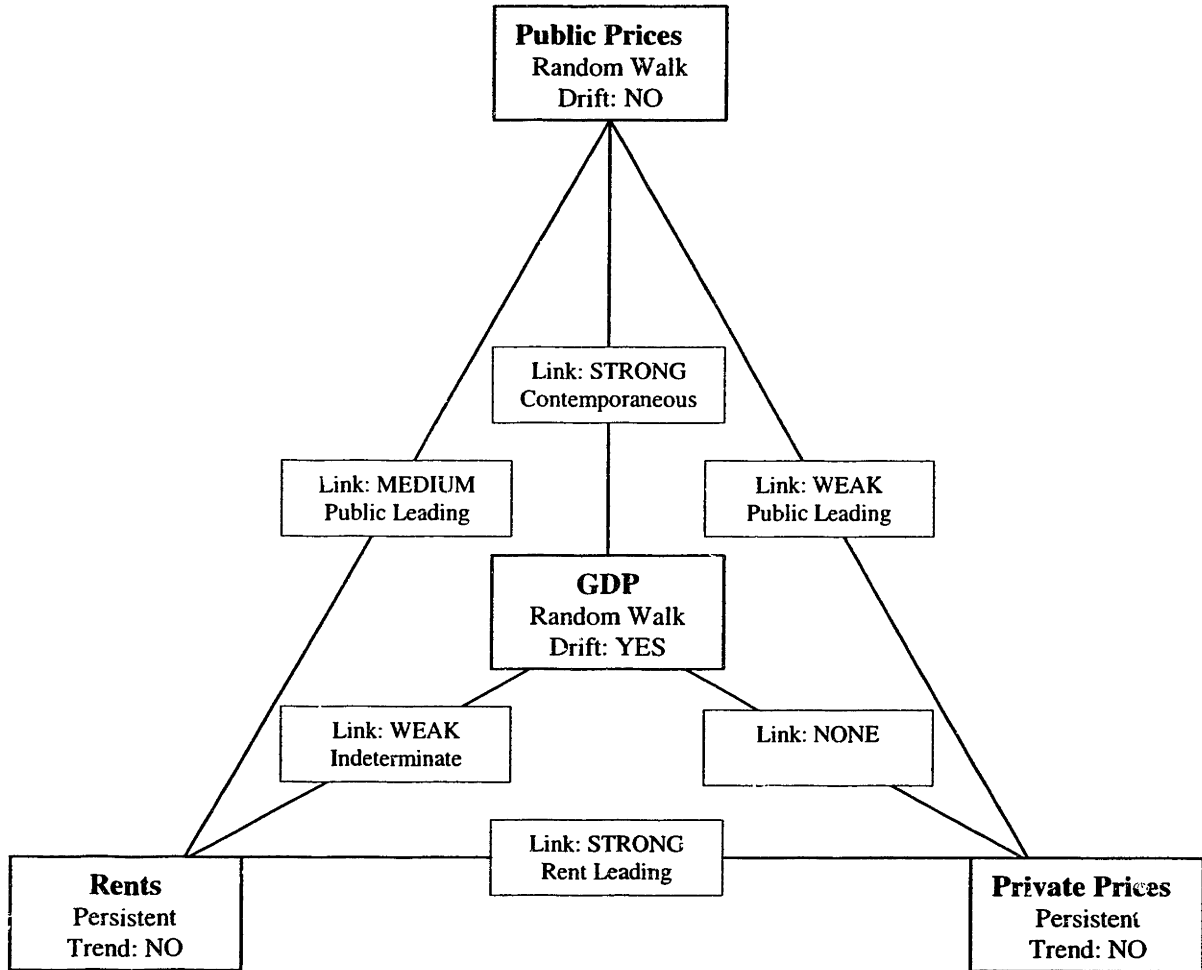 Public Prices
Random Walk
Drift: NO
Link: STRONG
Contemporaneous
Link: MEDIUM
Public Leading
Link: WEAK
Public Leading
GDP
Random Walk
Drift: YES
Link: WEAK
Indeterminate
Link: NONE
Link: STRONG
Rent Leading
Rents
Persistent
Trend: NO
Private Prices
Persistent
Trend: NO